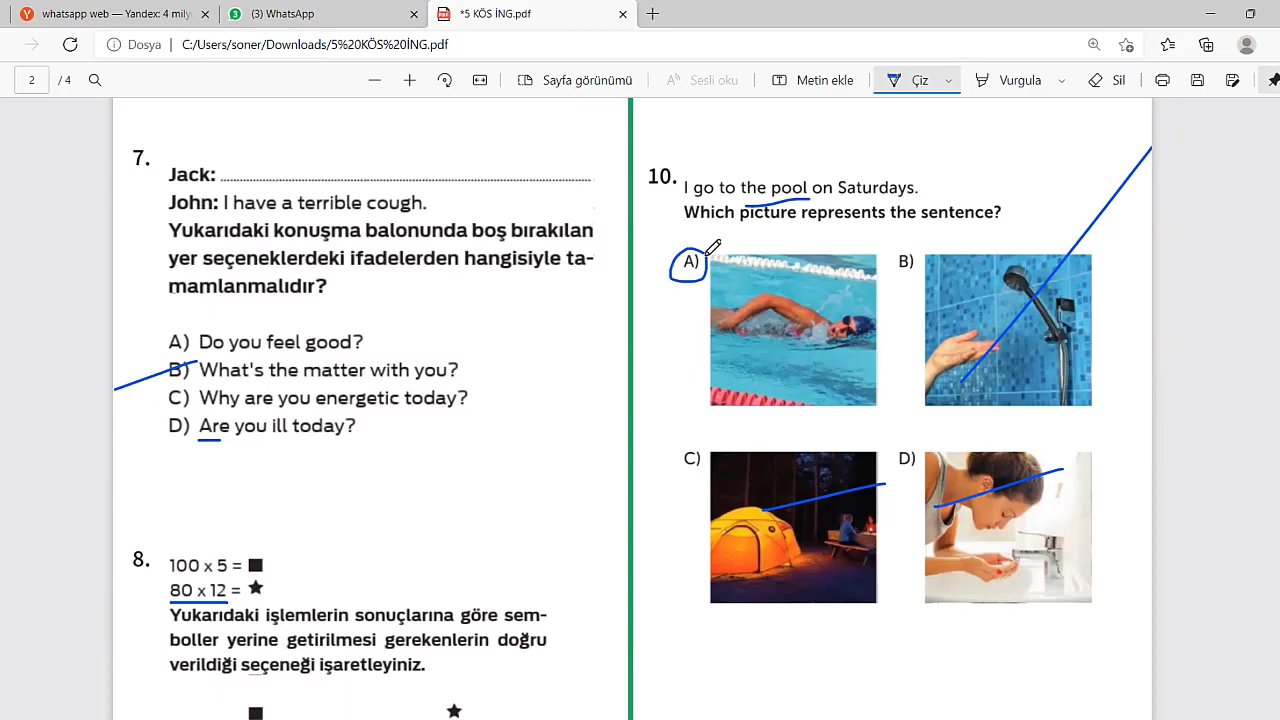 whatsapp web — Yandex: 4 mily
(3) WhatsApp
*5 KÖS İNG.pdf
Dosya
C:/Users/soner/Downloads/5%20KÖS%20İNG.pdf
2 / 4
Sayfa görünümü
Sesli oku
Metin ekle
Çiz
Vurgula
Sil
7.
Jack: ..........................................................................................
John: I have a terrible cough.
Yukarıdaki konuşma balonunda boş bırakılan
yer seçeneklerdeki ifadelerden hangisiyle ta-
mamlanmalıdır?
A) Do you feel good?
B) What's the matter with you?
C) Why are you energetic today?
D) Are you ill today?
8.
100 x 5 = ■
80 x 12 = ★
Yukarıdaki işlemlerin sonuçlarına göre sem-
boller yerine getirilmesi gerekenlerin doğru
verildiği seçeneği işaretleyiniz.
■ ★
10.
I go to the pool on Saturdays.
Which picture represents the sentence?
A)
B)
C)
D)